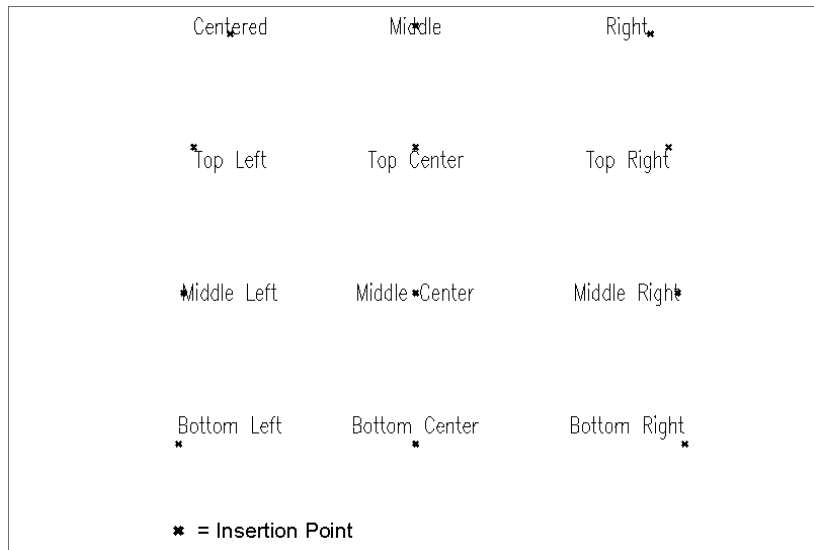 Centered Middle Right
Top Left Top Center Top Right
Middle Left Middle Center Middle Right
Bottom Left Bottom Center Bottom Right
= Insertion Point